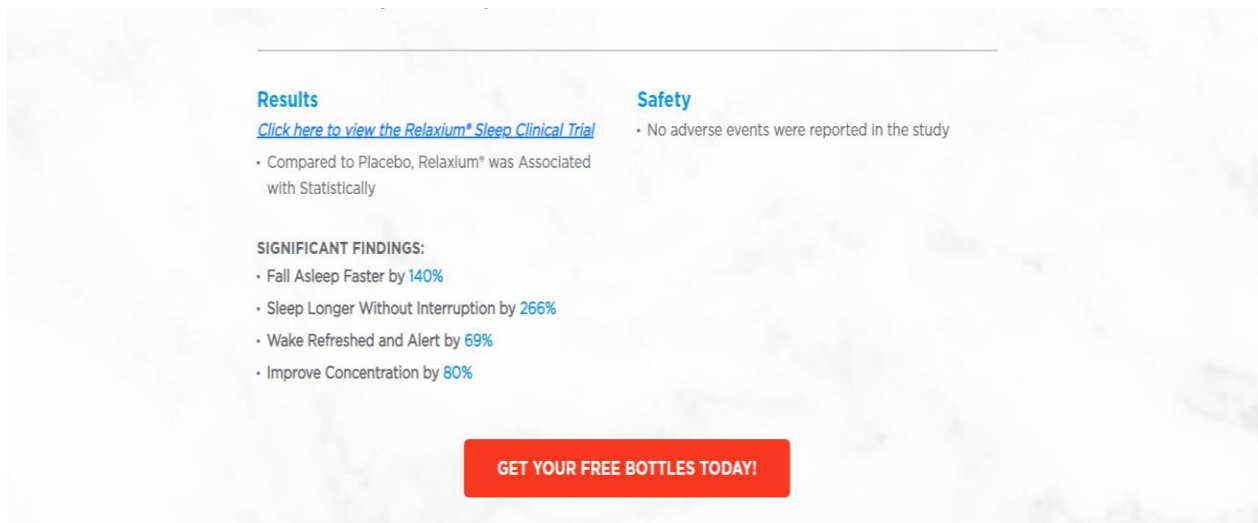 Results
Click here to view the Relaxium® Sleep Clinical Trial
• Compared to Placebo, Relaxium® was Associated
with Statistically
SIGNIFICANT FINDINGS:
• Fall Asleep Faster by 140%
• Sleep Longer Without Interruption by 266%
• Wake Refreshed and Alert by 69%
• Improve Concentration by 80%
Safety
• No adverse events were reported in the study
GET YOUR FREE BOTTLES TODAY!